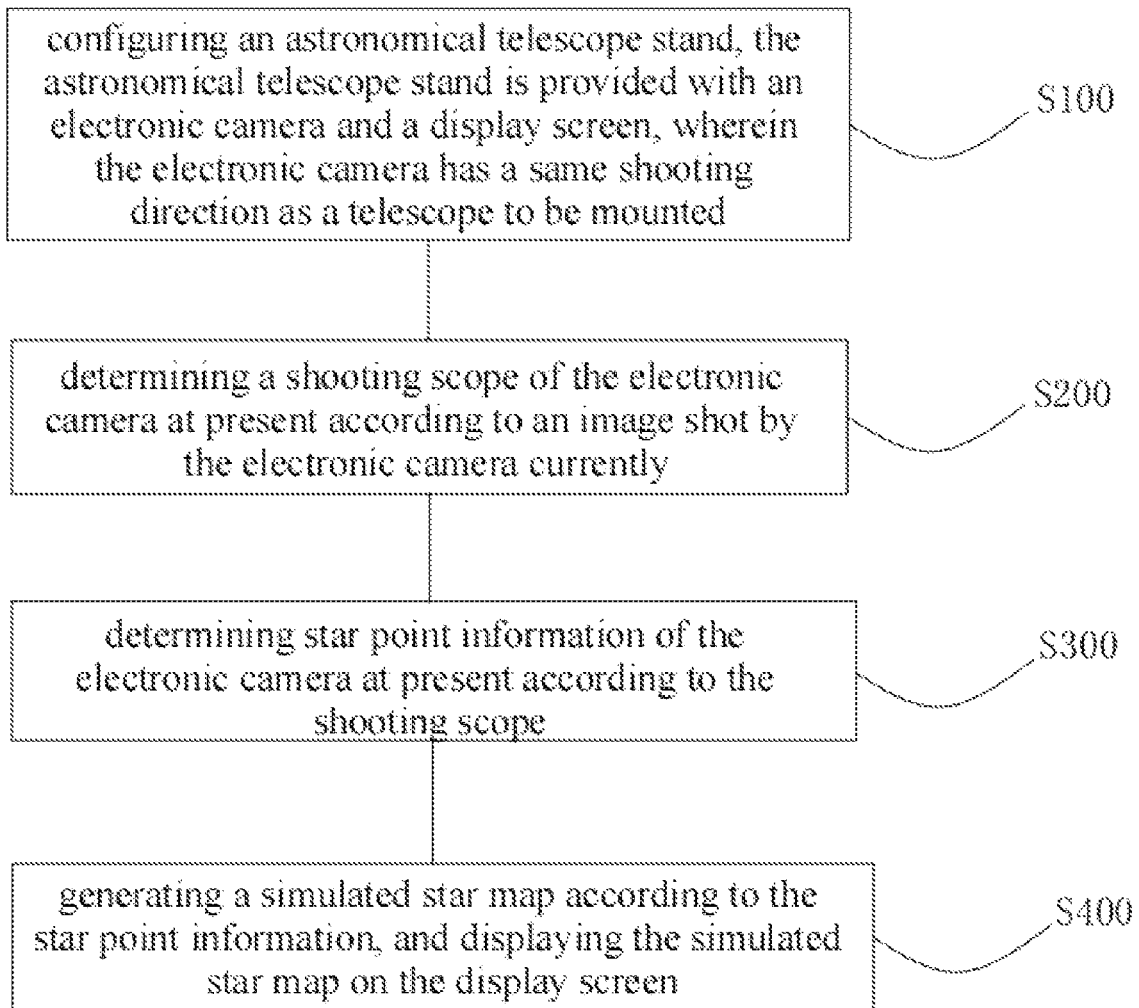 configuring an astronomical telescope stand, the
astronomical telescope stand is provided with an
electronic camera and a display screen, wherein
the electronic camera has a same shooting
direction as a telescope to be mounted
S100
determining a shooting scope of the electronic
camera at present according to an image shot by
the electronic camera currently
S200
determining star point information of the
electronic camera at present according to the
shooting scope
S300
generating a simulated star map according to the
star point information, and displaying the simulated
star map on the display screen
S400